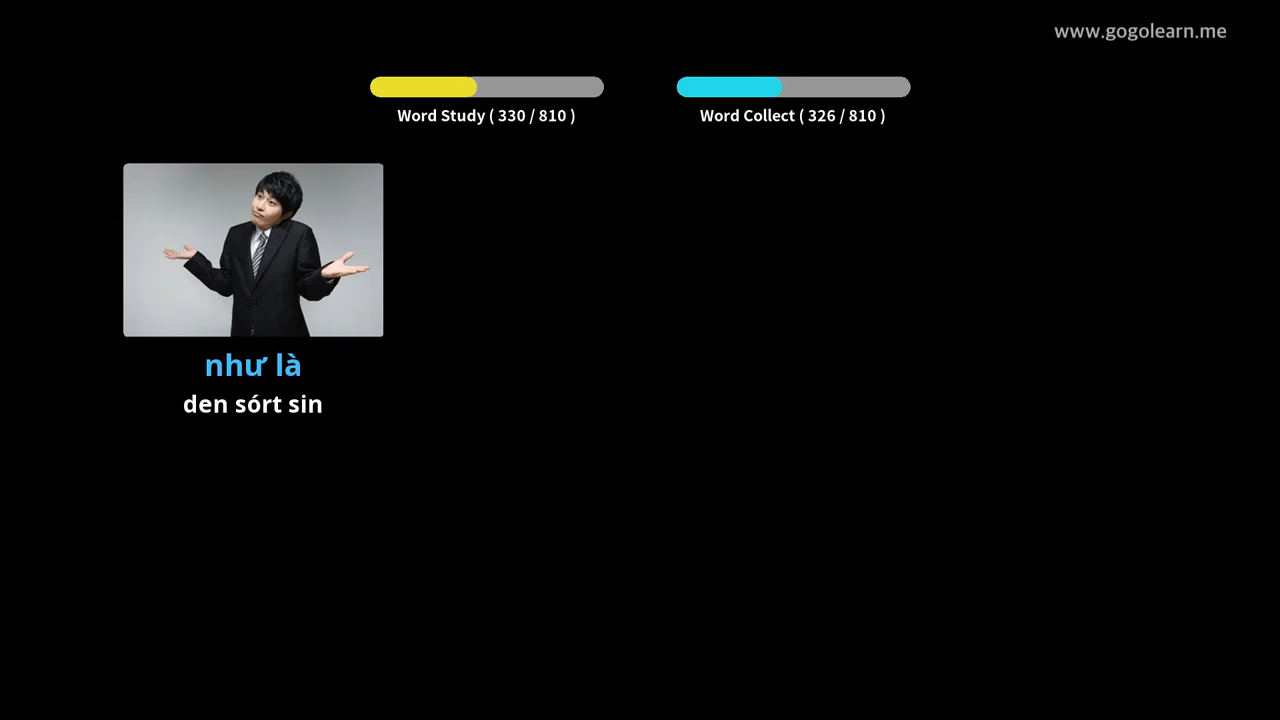 www.gogolearn.me
Word Study ( 330 / 810 )
Word Collect ( 326 / 810 )
như là
den sórt sin